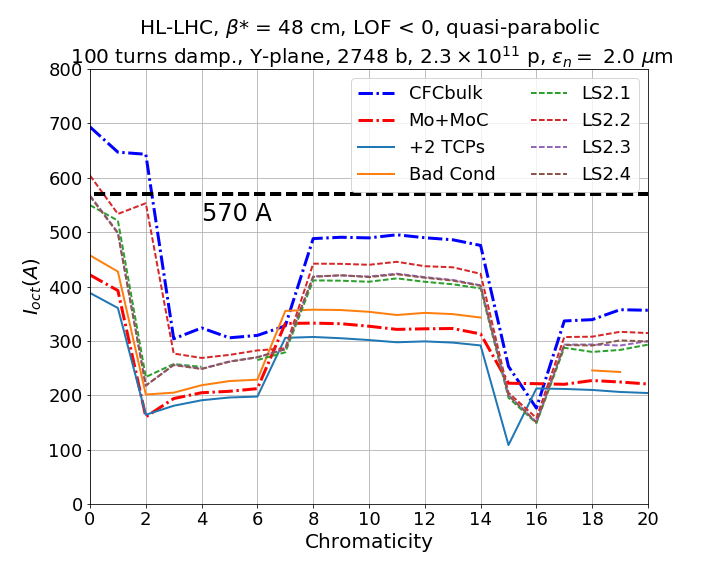 HL-LHC, β* = 48 cm, LOF < 0, quasi-parabolic
100 turns damp., Y-plane, 2748 b, 2.3 × 10¹¹ p, εₙ = 2.0 μm
800
700
600
500
400
300
200
100
0
I_oct(A)
CFCbulk
Mo+MoC
+2 TCPs
Bad Cond
LS2.1
LS2.2
LS2.3
LS2.4
570 A
0 2 4 6 8 10 12 14 16 18 20
Chromaticity